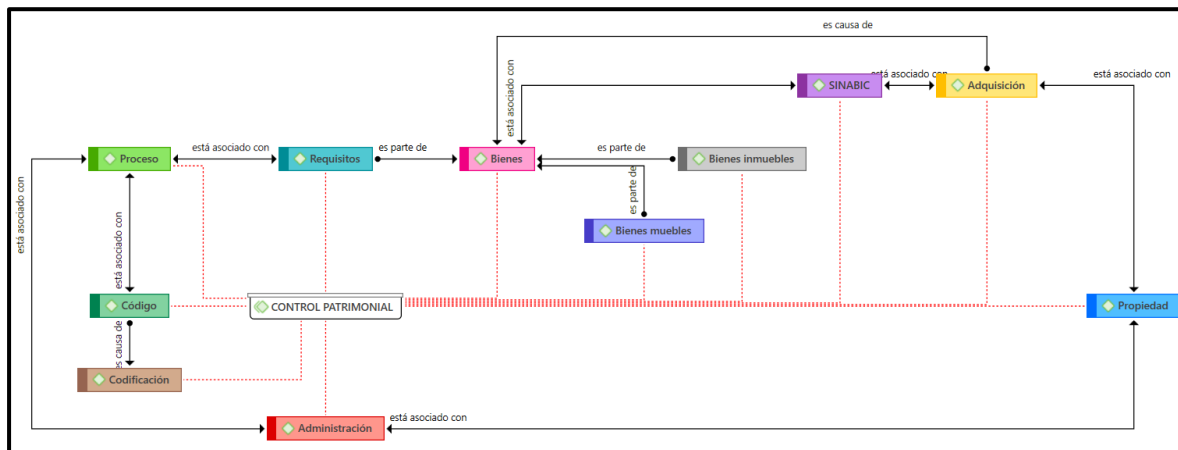 es causa de
está asociado con
está asociado con
está asociado con
SINABIC
Adquisición
está asociado con
es parte de
es parte de
Proceso
Requisitos
Bienes
Bienes inmuebles
es parte de
Bienes muebles
está asociado con
está asociado con
Código
CONTROL PATRIMONIAL
Propiedad
es causa de
Codificación
está asociado con
Administración